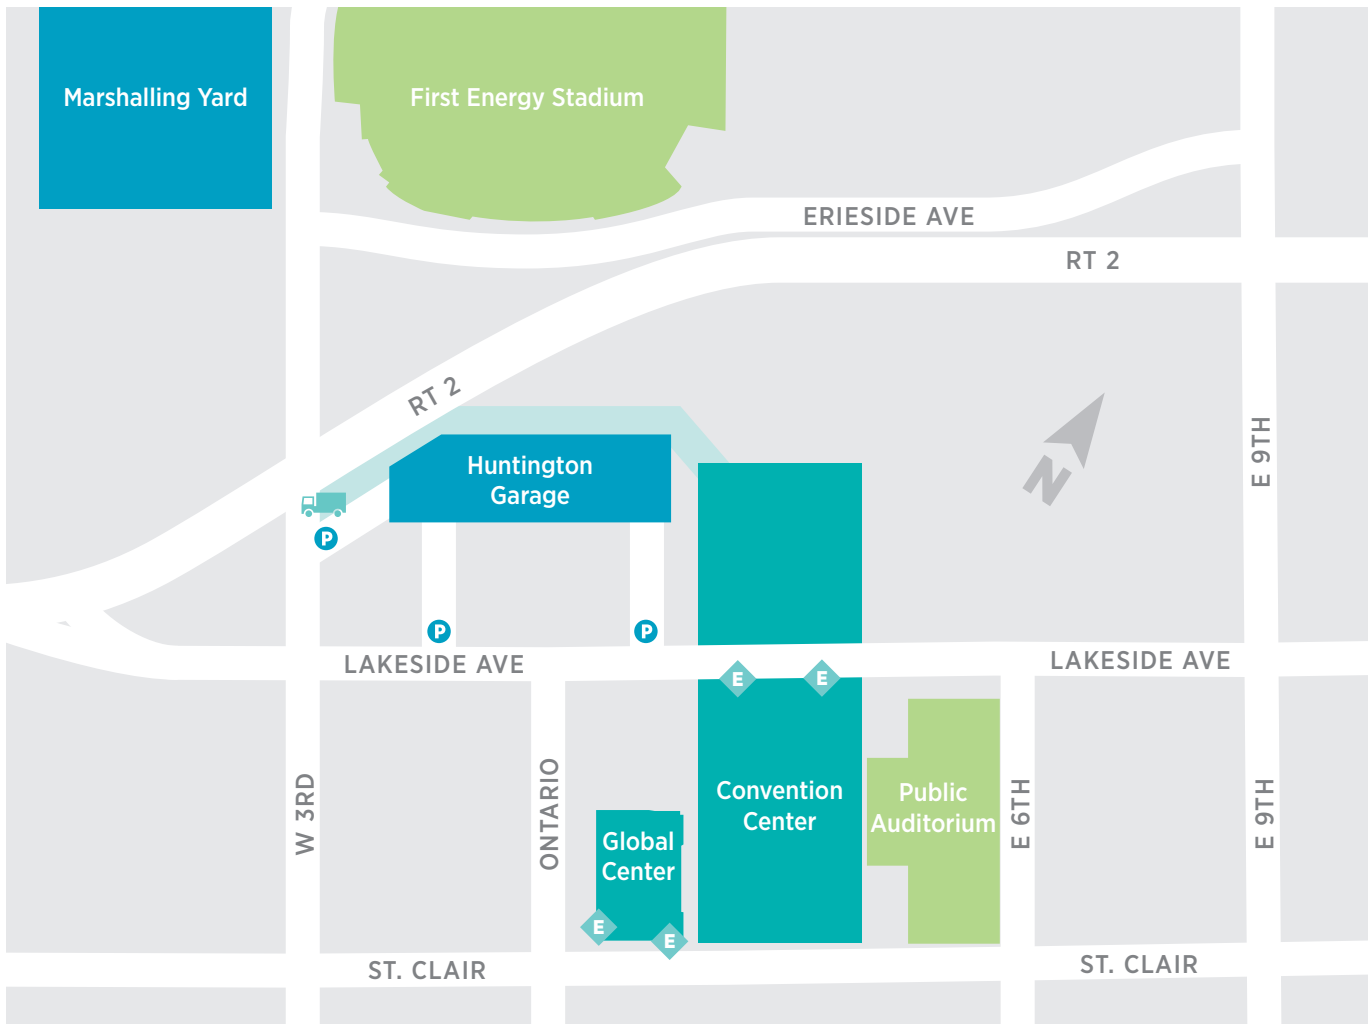 Marshalling Yard
First Energy Stadium
ERIESIDE AVE
RT 2
RT 2
E 9TH
N
Huntington
Garage
P
P
P
LAKESIDE AVE
LAKESIDE AVE
E
E
W 3RD
ONTARIO
Convention
Center
Public
Auditorium
E 6TH
E 9TH
Global
Center
E
E
ST. CLAIR
ST. CLAIR